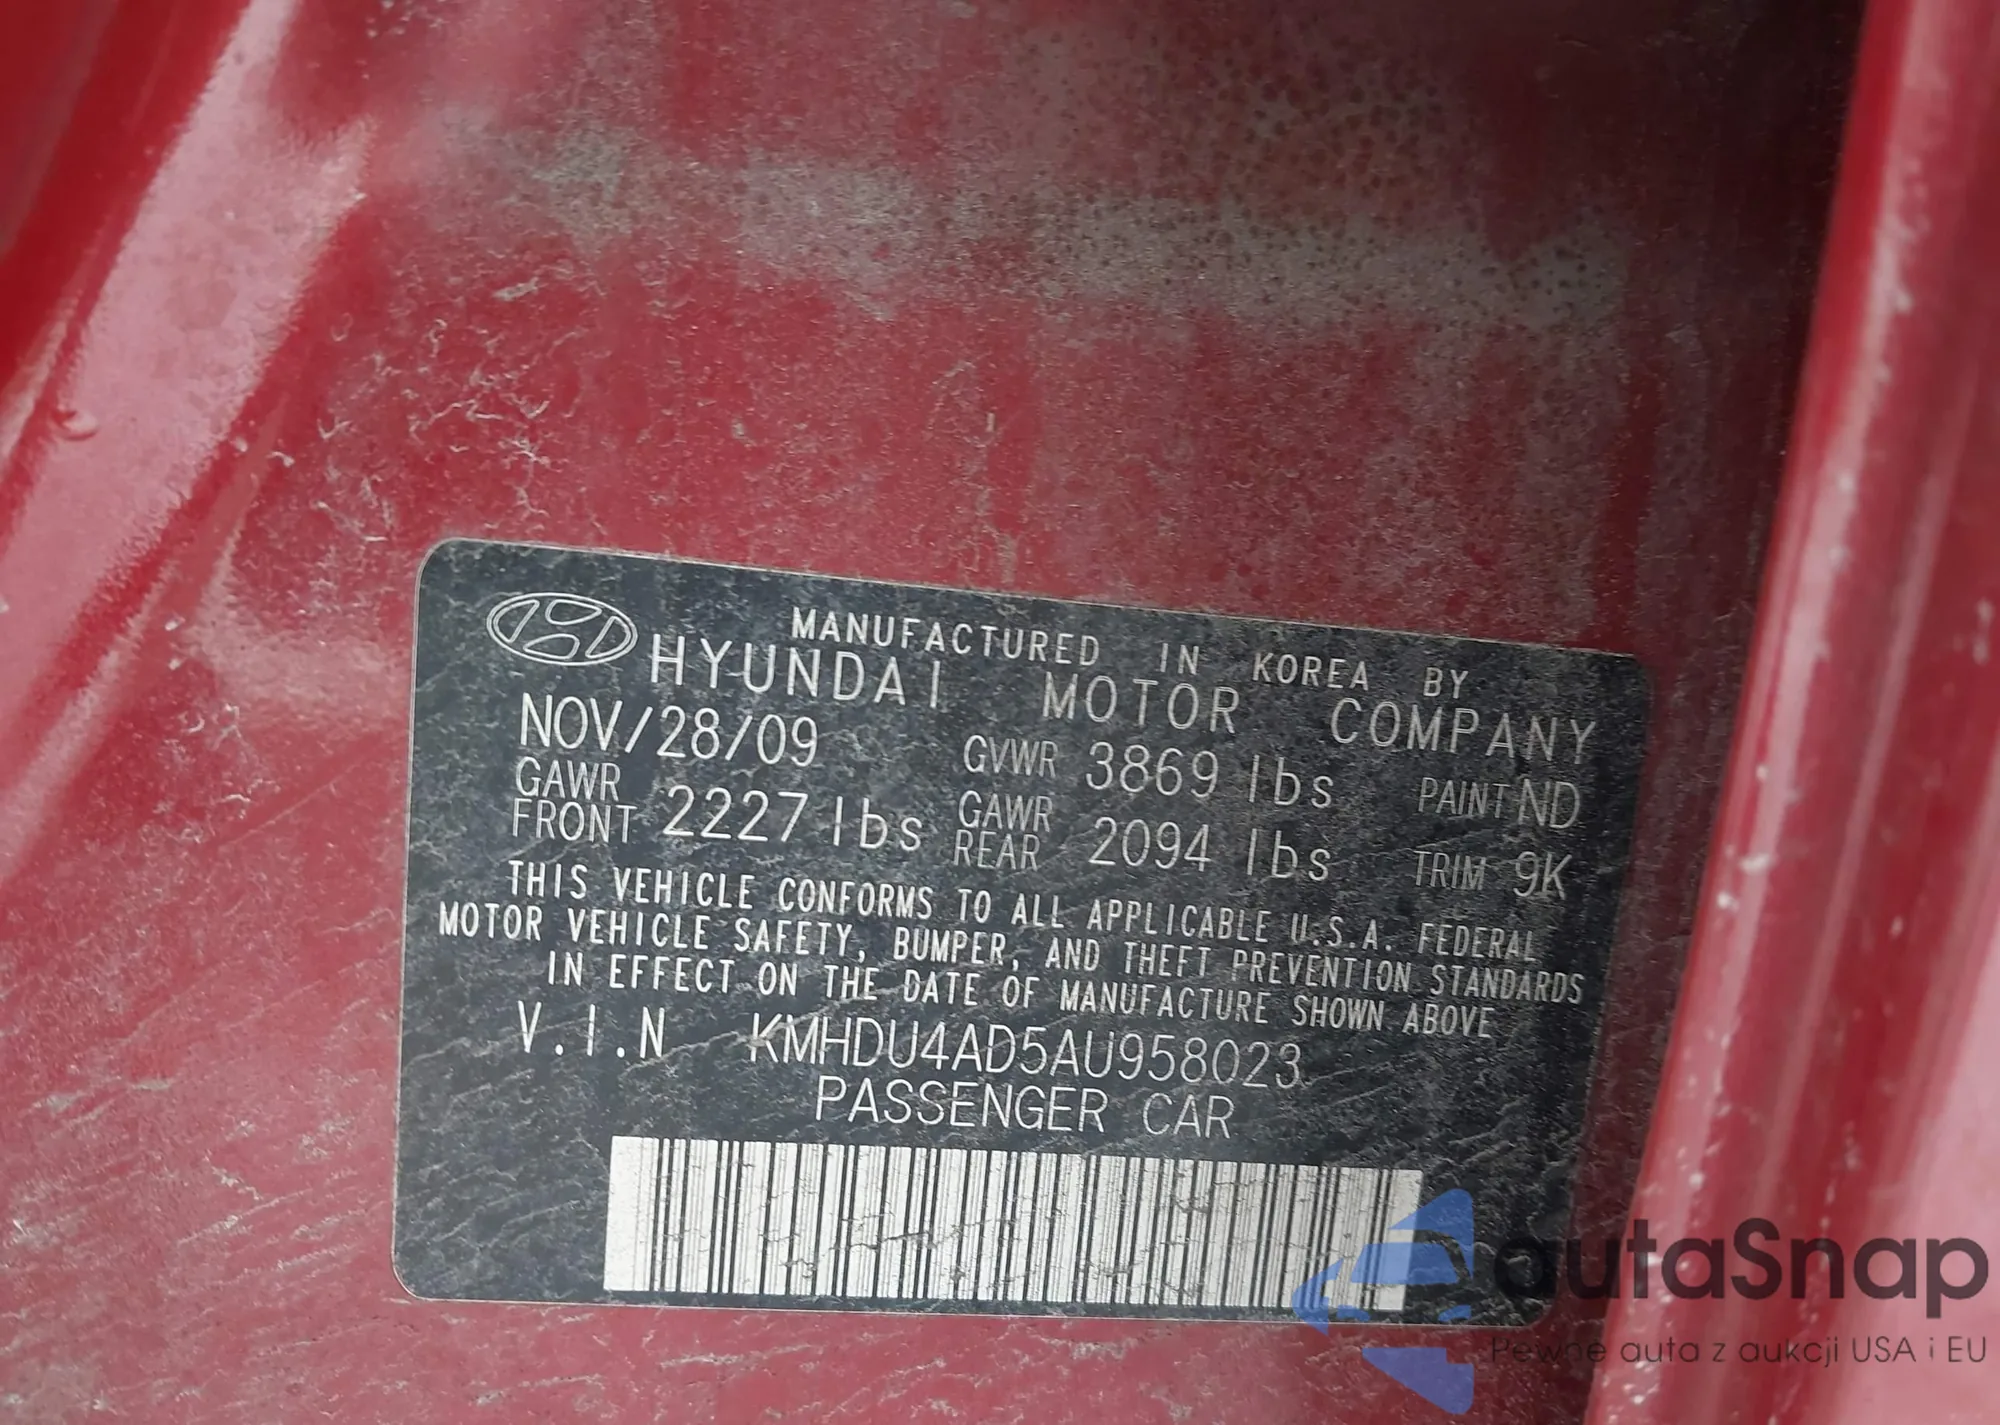 MANUFACTURED IN KOREA BY
HYUNDAI MOTOR COMPANY
NOV/28/09 GVWR 3869 lbs PAINT ND
GAWR FRONT 2227 lbs GAWR REAR 2094 lbs TRIM 9K
THIS VEHICLE CONFORMS TO ALL APPLICABLE U.S.A. FEDERAL
MOTOR VEHICLE SAFETY, BUMPER, AND THEFT PREVENTION STANDARDS
IN EFFECT ON THE DATE OF MANUFACTURE SHOWN ABOVE
V.I.N KMHDU4AD5AU958023
PASSENGER CAR
autaSnap
Pewne auta z aukcji USA i EU